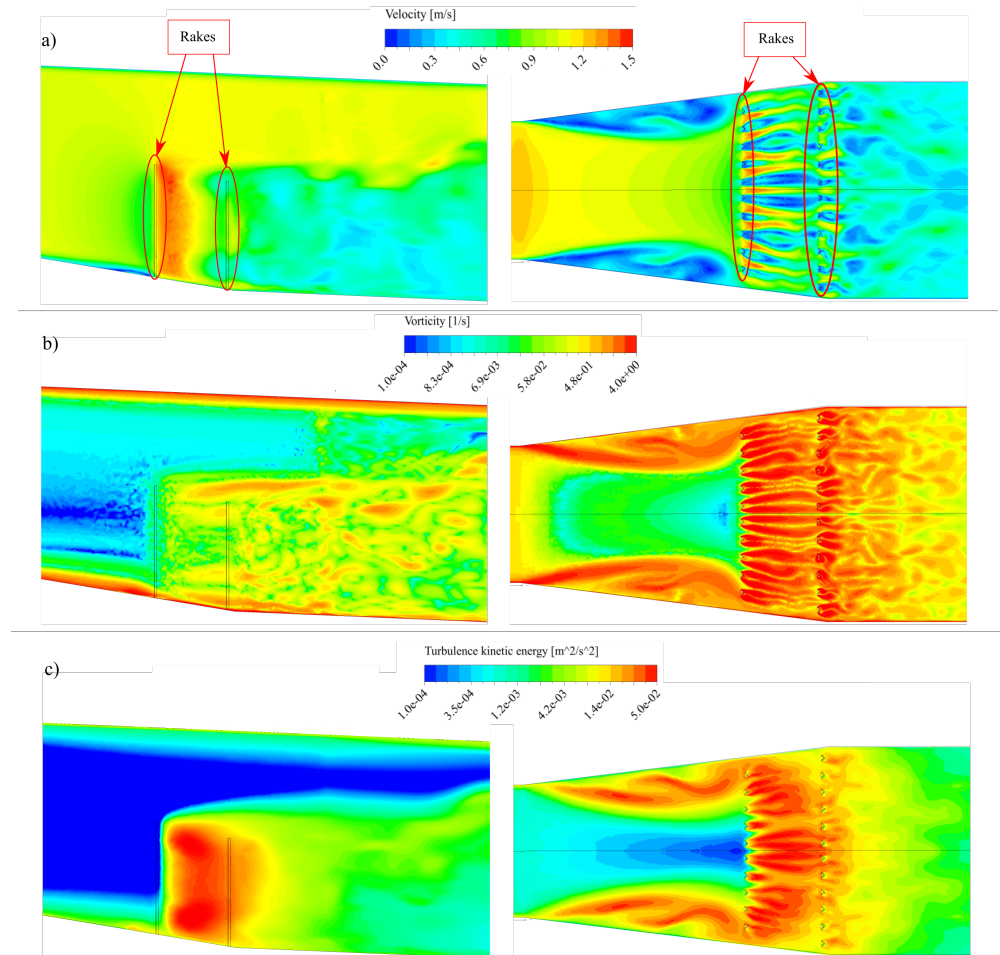 Velocity [m/s]
a)
Rakes
0.0 0.3 0.6 0.9 1.2 1.5
Rakes
b)
Vorticity [1/s]
1.0e-04 8.3e-04 6.9e-03 5.8e-02 4.8e-01 4.0e+00
c)
Turbulence kinetic energy [m^2/s^2]
1.0e-04 3.5e-04 1.2e-03 4.2e-03 1.4e-02 5.0e-02